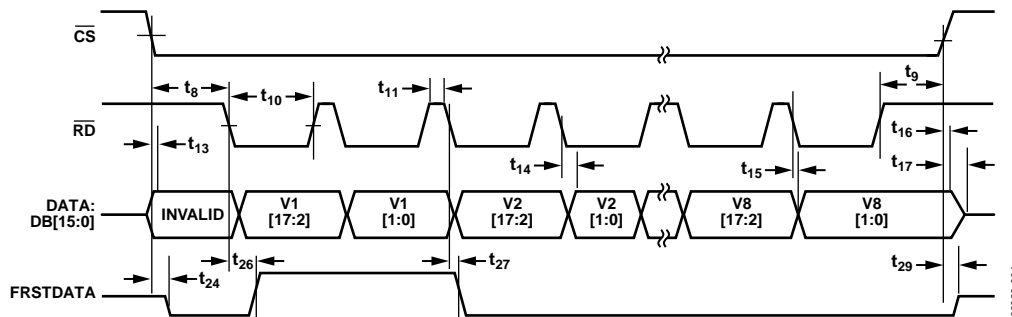 CS
t8
t10
t11
t9
RD
t13
t14
t15
t16
t17
DATA:
DB[15:0]
INVALID
V1
[17:2]
V1
[1:0]
V2
[17:2]
V2
[1:0]
V8
[17:2]
V8
[1:0]
t24
t26
t27
t29
FRSTDATA